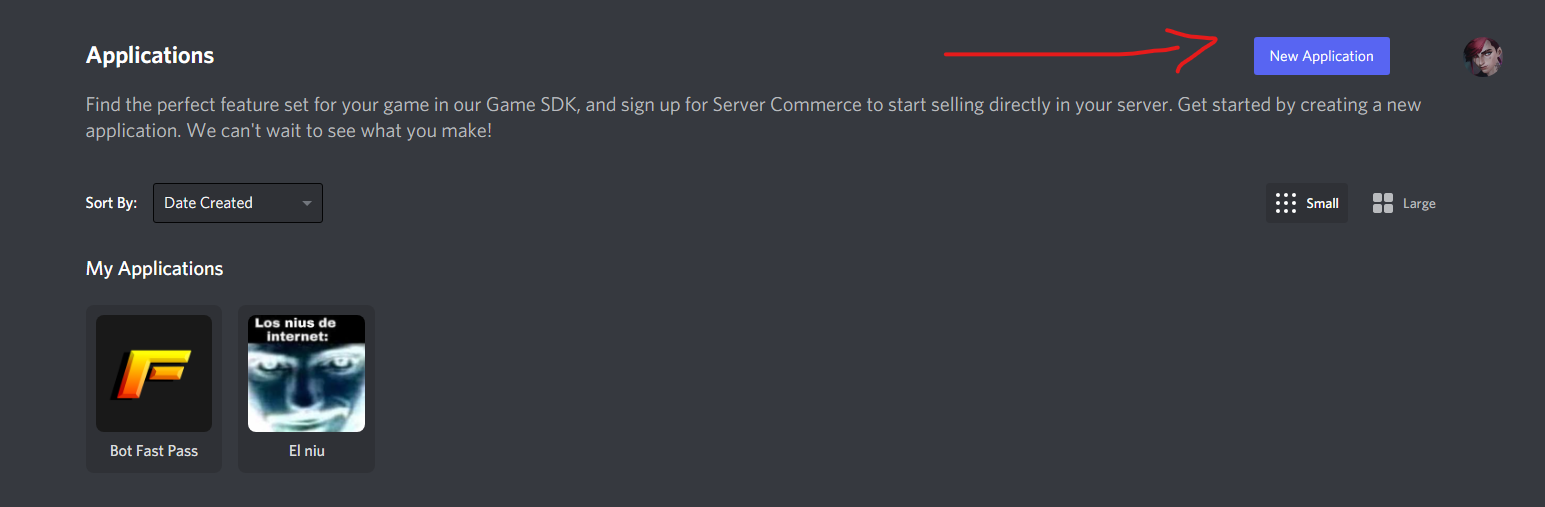 Applications
New Application
Find the perfect feature set for your game in our Game SDK, and sign up for Server Commerce to start selling directly in your server. Get started by creating a new
application. We can't wait to see what you make!
Sort By:
Date Created
Small
Large
My Applications
F
Bot Fast Pass
Los nius de
internet:
El niu